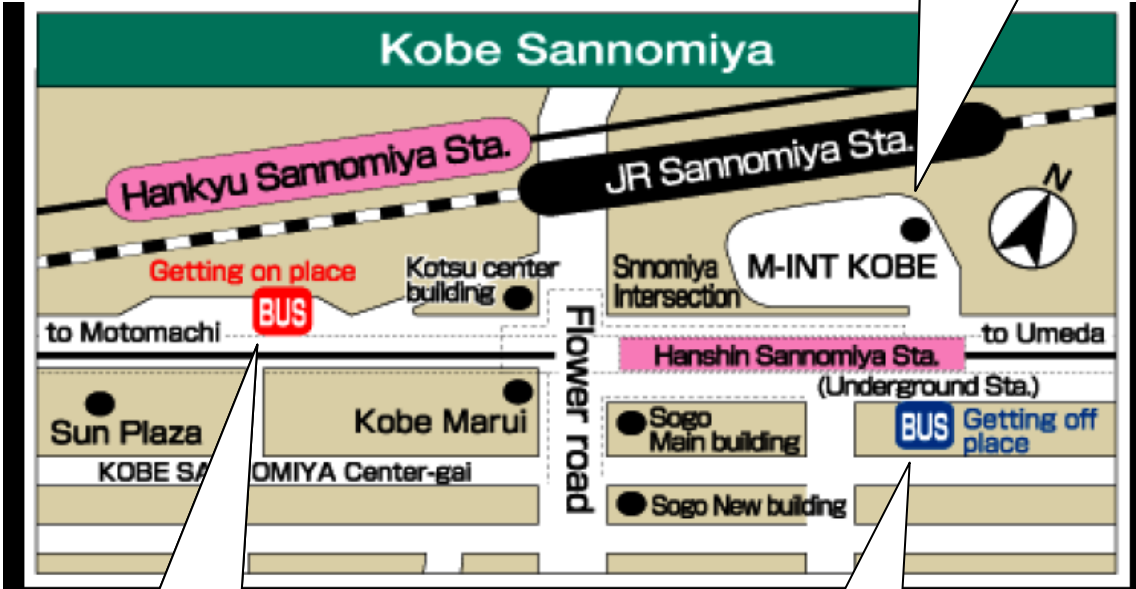 Kobe Sannomiya
Hankyu Sannomiya Sta.
JR Sannomiya Sta.
N
Getting on place
BUS
Kotsu center
building
Snnomiya
Intersection
M-INT KOBE
to Motomachi
Flower road
to Umeda
Hanshin Sannomiya Sta.
(Underground Sta.)
Sun Plaza
Kobe Marui
Sogo
Main building
BUS
Getting off
place
KOBE SA OMIYA Center-gai
Sogo New building